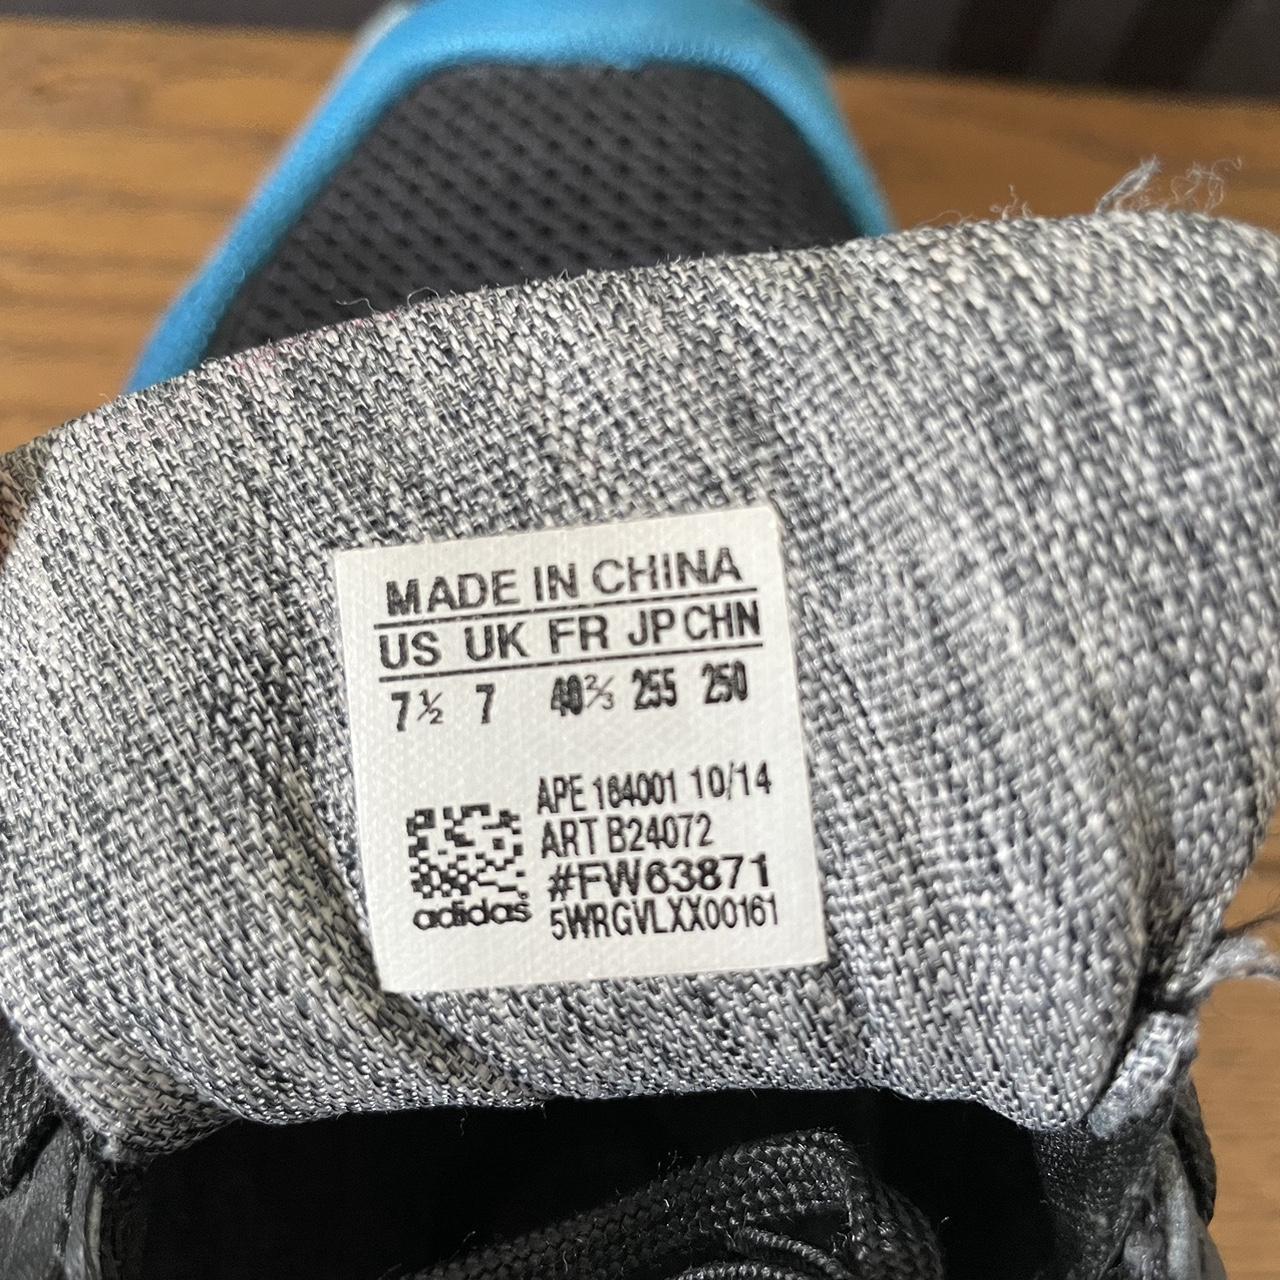 MADE IN CHINA
US UK FR JP CHN
7½ 7 40⅔ 255 250
APE 184001 10/14
ART B24072
#FW63871
adidas
5WRGVLXX00161